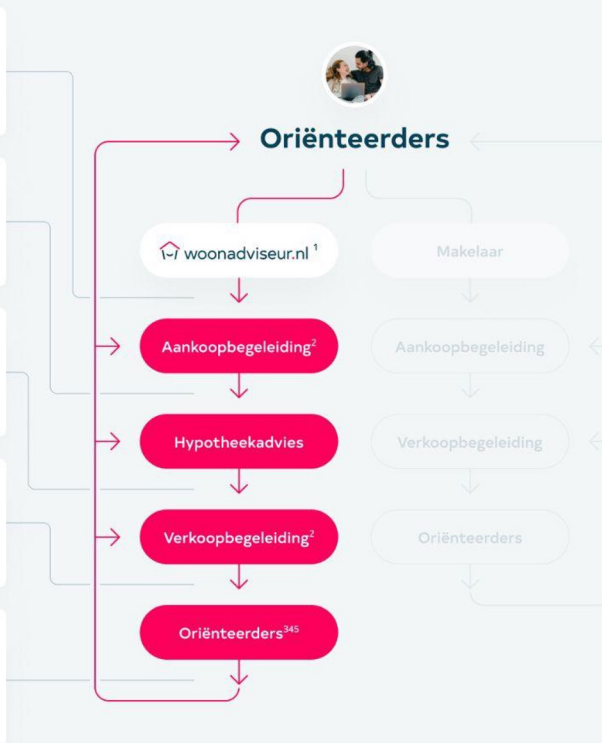 Oriënteerders
woonadviseur.nl ¹
Makelaar
Aankoopbegeleiding²
Aankoopbegeleiding
Hypotheekadvies
Verkoopbegeleiding
Verkoopbegeleiding²
Oriënteerders
Oriënteerders³⁴⁵